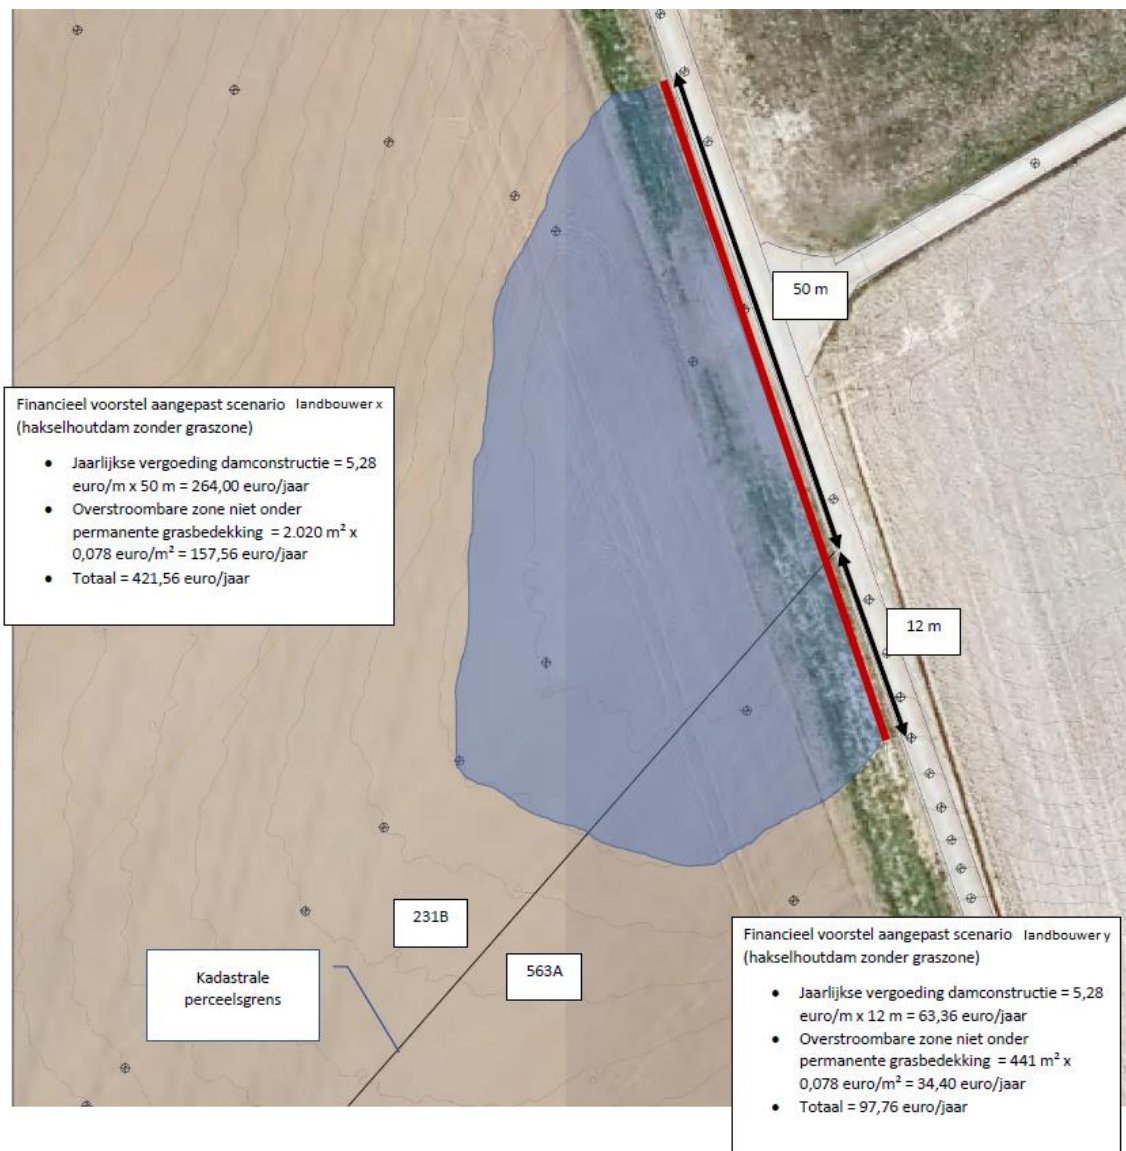 50 m
Financieel voorstel aangepast scenario landbouwer x
(hakselhoutdam zonder graszone)
• Jaarlijkse vergoeding damconstructie = 5,28
euro/m x 50 m = 264,00 euro/jaar
• Overstroombare zone niet onder
permanente grasbedekking = 2.020 m² x
0,078 euro/m² = 157,56 euro/jaar
• Totaal = 421,56 euro/jaar
12 m
231B
563A
Kadastrale
perceelsgrens
Financieel voorstel aangepast scenario landbouwer y
(hakselhoutdam zonder graszone)
• Jaarlijkse vergoeding damconstructie = 5,28
euro/m x 12 m = 63,36 euro/jaar
• Overstroombare zone niet onder
permanente grasbedekking = 441 m² x
0,078 euro/m² = 34,40 euro/jaar
• Totaal = 97,76 euro/jaar